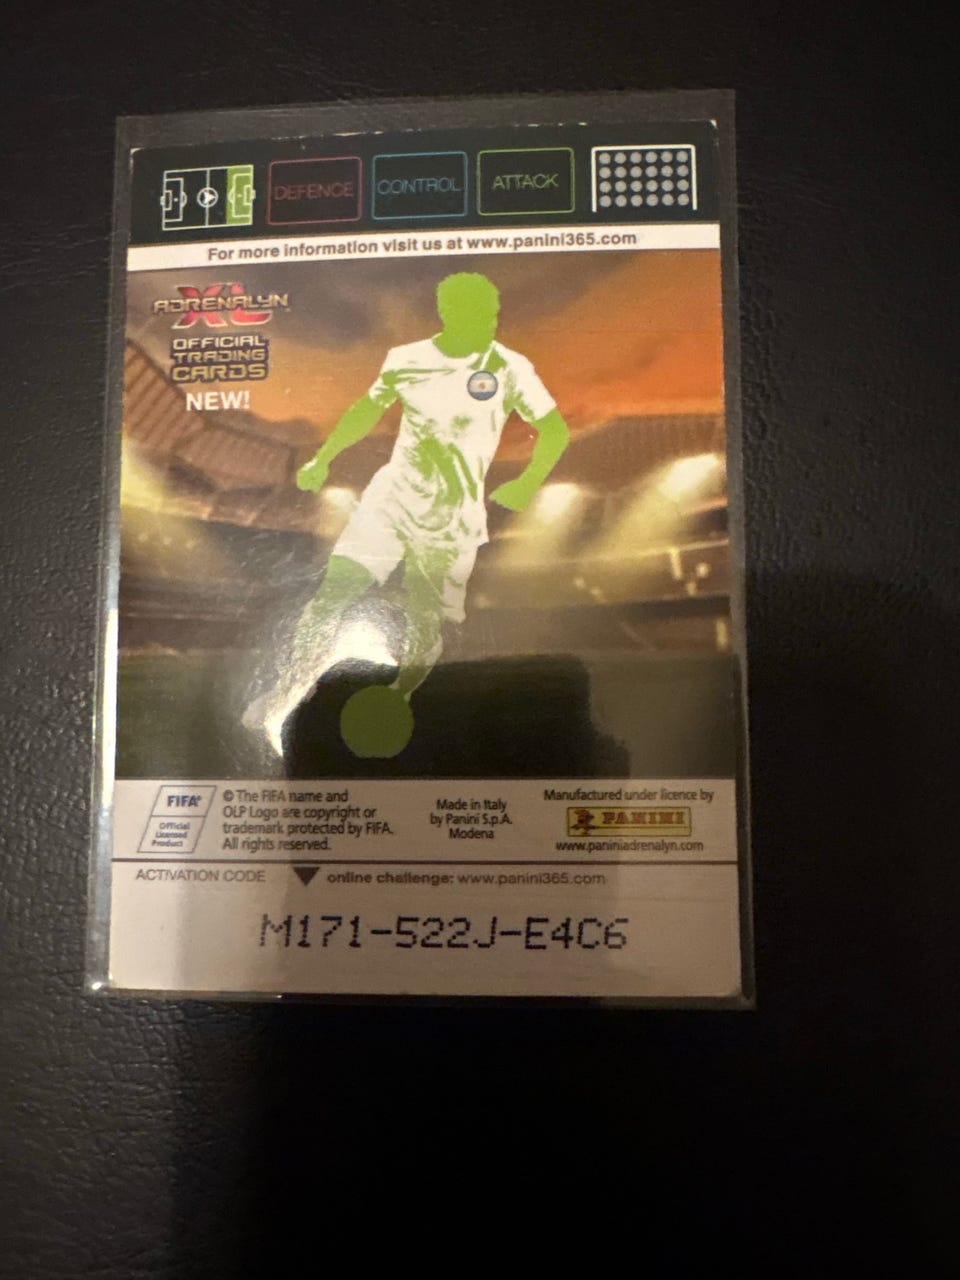 DEFENCE
CONTROL
ATTACK
For more information visit us at www.panini365.com
ADRENALYN
XL
OFFICIAL
TRADING
CARDS
NEW!
FIFA®
Official
Licensed
Product
© The FIFA name and
OLP Logo are copyright or
trademark protected by FIFA.
All rights reserved.
Made in Italy
by Panini S.p.A.
Modena
Manufactured under licence by
PANINI
www.paniniadrenalyn.com
ACTIVATION CODE
online challenge: www.panini365.com
M171-522J-E4C6